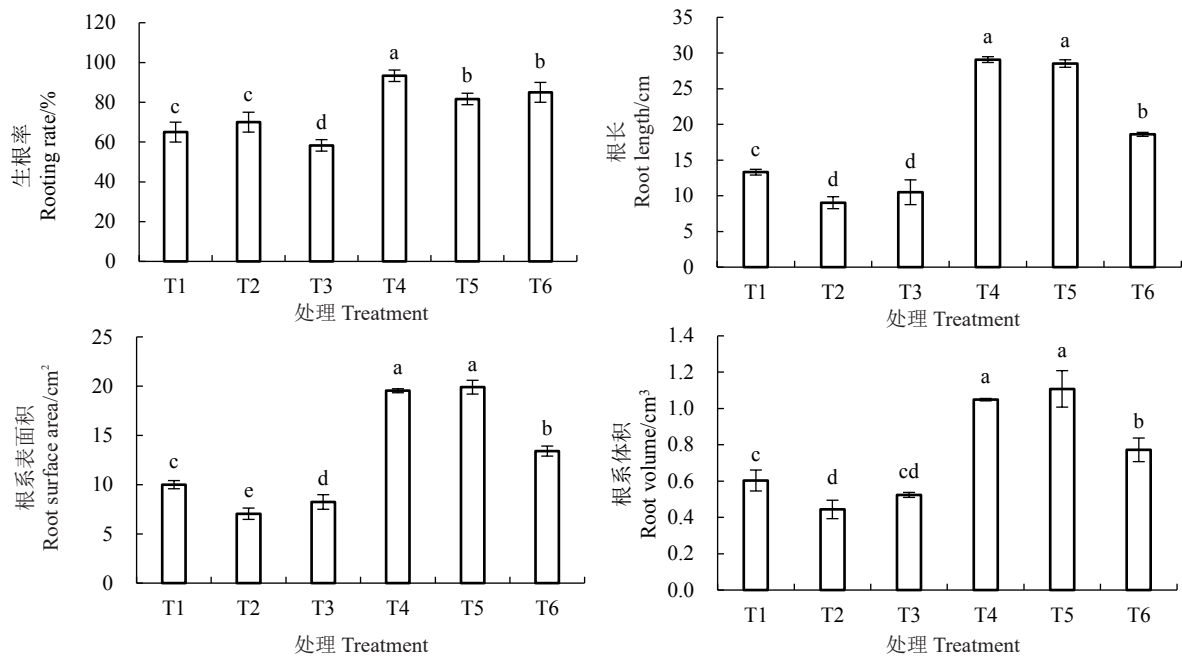 生根率
Rooting rate/%
120
100
80
60
40
20
0
c
c
d
a
b
b
T1 T2 T3 T4 T5 T6
处理 Treatment
根长
Root length/cm
35
30
25
20
15
10
5
0
c
d
d
a
a
b
T1 T2 T3 T4 T5 T6
处理 Treatment
根系表面积
Root surface area/cm²
25
20
15
10
5
0
c
e
d
a
a
b
T1 T2 T3 T4 T5 T6
处理 Treatment
根系体积
Root volume/cm³
1.4
1.2
1.0
0.8
0.6
0.4
0.2
0.0
c
d
cd
a
a
b
T1 T2 T3 T4 T5 T6
处理 Treatment